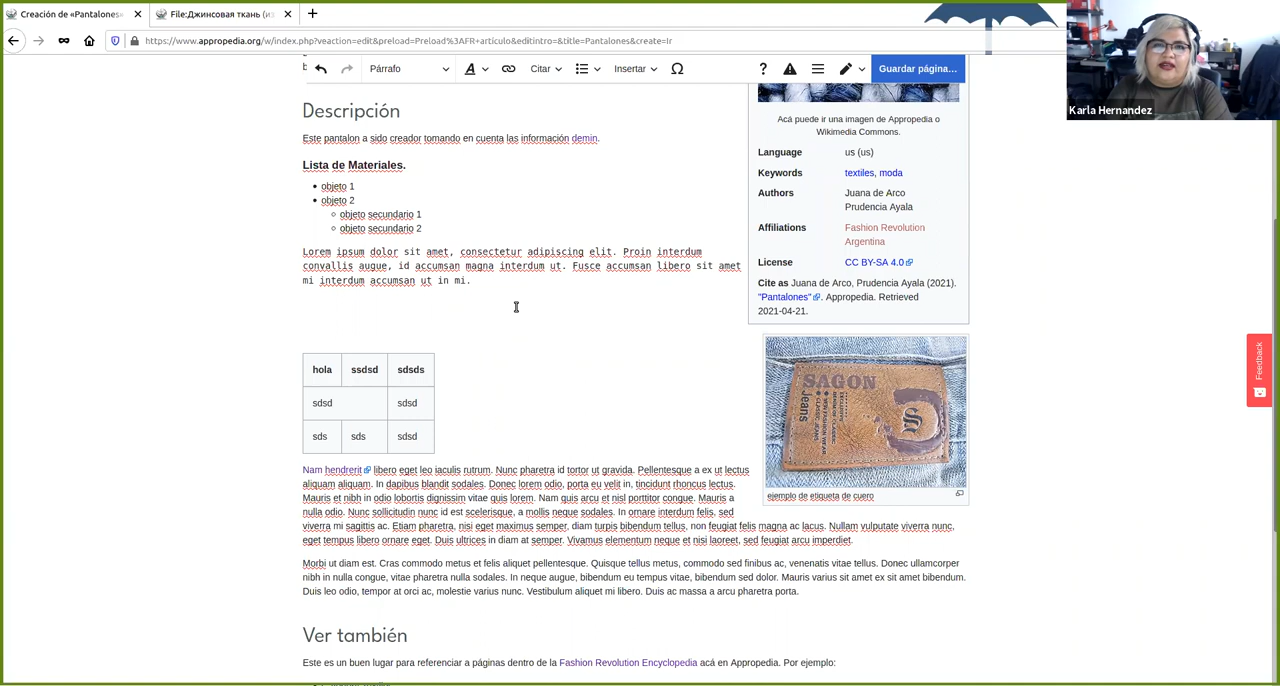 Creación de «Pantalones»
File:Джинсовая ткань (из
https://www.appropedia.org/w/index.php?veaction=edit&preload=Preload%3AFR+articulo&editintro=&title=Pantalones&create=Ir
Karla Hernandez
Párrafo
A
Citar
Insertar
Ω
?
Guardar página…
Descripción
Este pantalon a sido creador tomando en cuenta las información demin.
Lista de Materiales.
objeto 1
objeto 2
objeto secundario 1
objeto secundario 2
Lorem ipsum dolor sit amet, consectetur adipiscing elit. Proin interdum
convallis augue, id accumsan magna interdum ut. Fusce accumsan libero sit amet
mi interdum accumsan ut in mi.
Acá puede ir una imagen de Appropedia o
Wikimedia Commons.
Language us (us)
Keywords textiles, moda
Authors Juana de Arco
Prudencia Ayala
Affiliations Fashion Revolution
Argentina
License CC BY-SA 4.0
Cite as Juana de Arco, Prudencia Ayala (2021).
"Pantalones". Appropedia. Retrieved
2021-04-21.
Feedback
hola ssdsd sdsds
sdsd sdsd
sds sds sdsd
SAGON
Jeans
ejemplo de etiqueta de cuero
Nam hendrerit libero eget leo iaculis rutrum. Nunc pharetra id tortor ut gravida. Pellentesque a ex ut lectus
aliquam aliquam. In dapibus blandit sodales. Donec lorem odio, porta eu velit in, tincidunt rhoncus lectus.
Mauris et nibh in odio lobortis dignissim vitae quis lorem. Nam quis arcu et nisl porttitor congue. Mauris a
nulla odio. Nunc sollicitudin nunc id est scelerisque, a mollis neque sodales. In ornare interdum felis, sed
viverra mi sagittis ac. Etiam pharetra, nisi eget maximus semper, diam turpis bibendum tellus, non feugiat felis magna ac lacus. Nullam vulputate viverra nunc,
eget tempus libero ornare eget. Duis ultrices in diam at semper. Vivamus elementum neque et nisi laoreet, sed feugiat arcu imperdiet.
Morbi ut diam est. Cras commodo metus et felis aliquet pellentesque. Quisque tellus metus, commodo sed finibus ac, venenatis vitae tellus. Donec ullamcorper
nibh in nulla congue, vitae pharetra nulla sodales. In neque augue, bibendum eu tempus vitae, bibendum sed dolor. Mauris varius sit amet ex sit amet bibendum.
Duis leo odio, tempor at orci ac, molestie varius nunc. Vestibulum aliquet mi libero. Duis ac massa a arcu pharetra porta.
Ver también
Este es un buen lugar para referenciar a páginas dentro de la Fashion Revolution Encyclopedia acá en Appropedia. Por ejemplo: